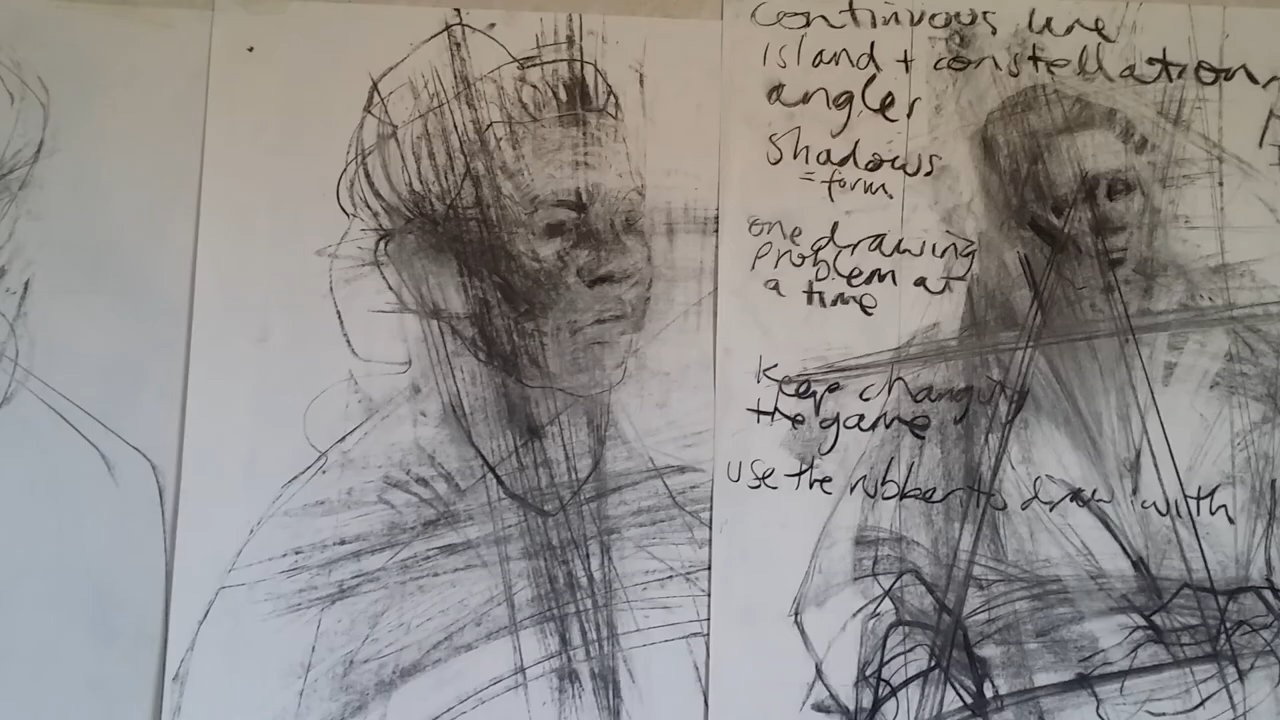 continuous line
island + constellation
angles
shadows
= form
one drawing
problem at
a time
keep changing
the game
use the rubber to draw with